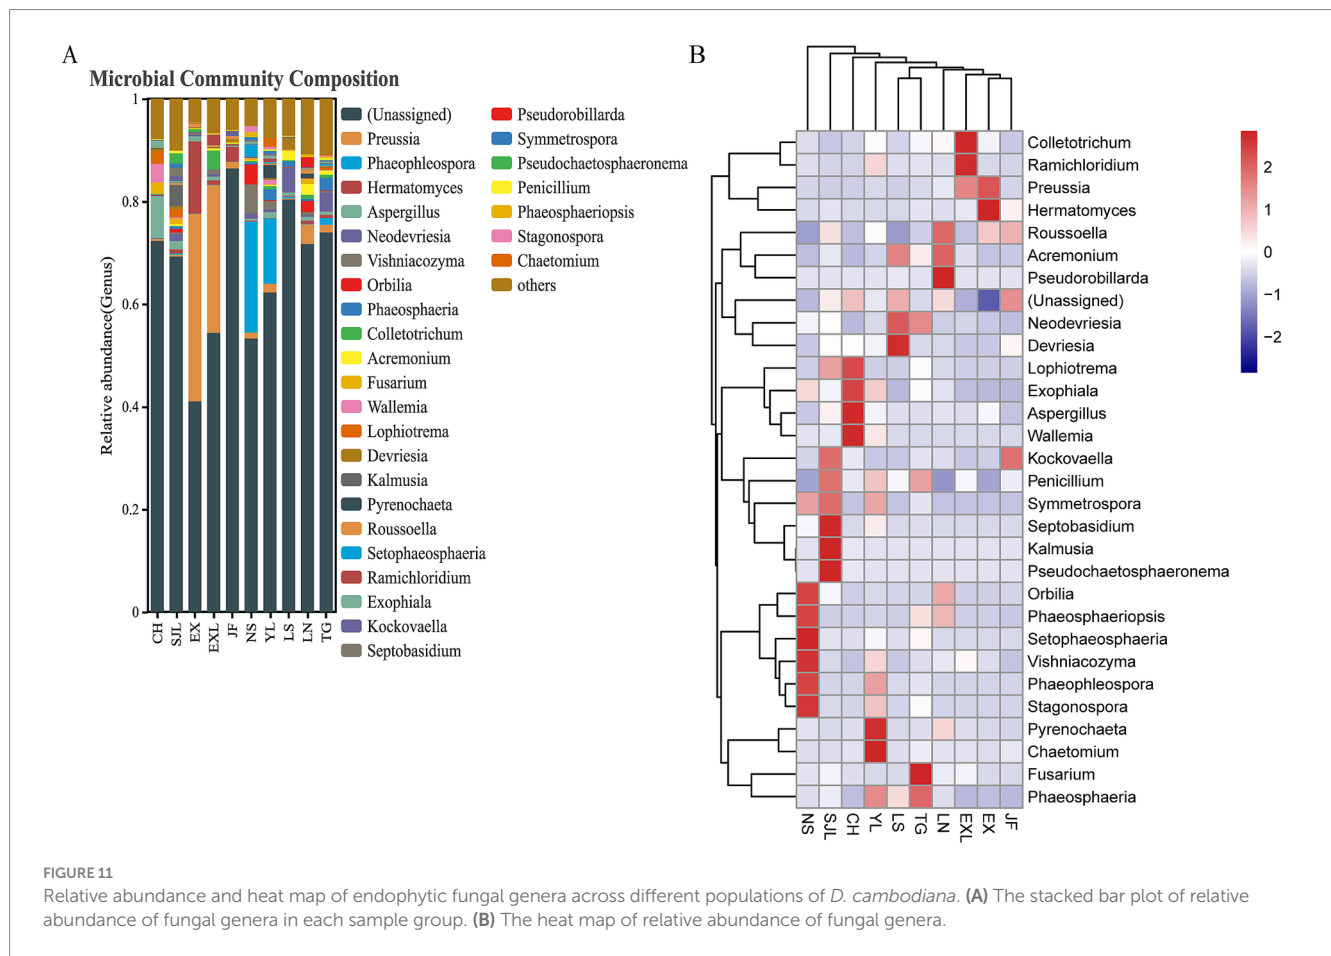 A
Microbial Community Composition
Relative abundance(Genus)
1
0.8
0.6
0.4
0.2
0
CH
SJL
EX
EXL
JF
NS
YL
LS
LN
TG
(Unassigned)
Preussia
Phaeophleospora
Hermatomyces
Aspergillus
Neodevriesia
Vishniacozyma
Orbilia
Phaeosphaeria
Colletotrichum
Acremonium
Fusarium
Wallemia
Lophiotrema
Devriesia
Kalmusia
Pyrenochaeta
Roussoella
Setophaeosphaeria
Ramichloridium
Exophiala
Kockovaella
Septobasidium
Pseudorobillarda
Symmetrospora
Pseudochaetosphaeronema
Penicillium
Phaeosphaeriopsis
Stagonospora
Chaetomium
others
B
Colletotrichum
Ramichloridium
Preussia
Hermatomyces
Roussoella
Acremonium
Pseudorobillarda
(Unassigned)
Neodevriesia
Devriesia
Lophiotrema
Exophiala
Aspergillus
Wallemia
Kockovaella
Penicillium
Symmetrospora
Septobasidium
Kalmusia
Pseudochaetosphaeronema
Orbilia
Phaeosphaeriopsis
Setophaeosphaeria
Vishniacozyma
Phaeophleospora
Stagonospora
Pyrenochaeta
Chaetomium
Fusarium
Phaeosphaeria
NS
SJL
CH
YL
LS
TG
LN
EXL
EX
JF
2
1
0
−1
−2
FIGURE 11
Relative abundance and heat map of endophytic fungal genera across different populations of D. cambodiana. (A) The stacked bar plot of relative
abundance of fungal genera in each sample group. (B) The heat map of relative abundance of fungal genera.